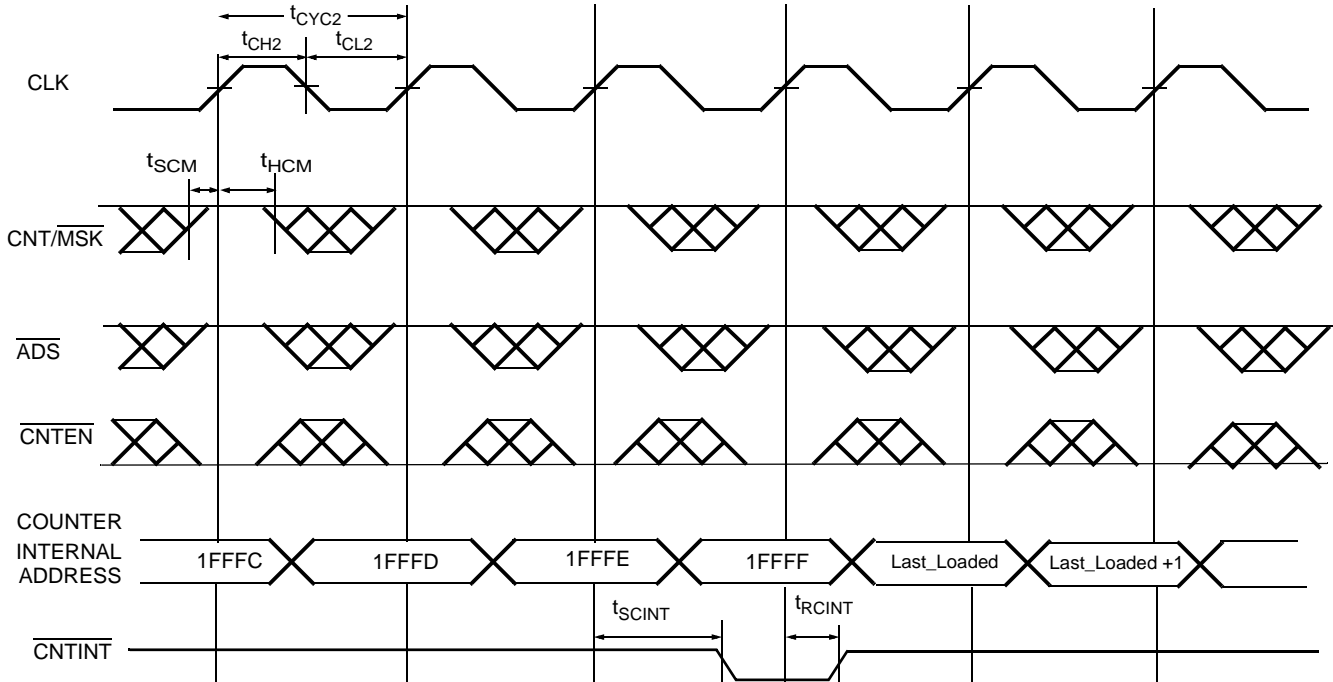 tCYC2
tCH2
tCL2
CLK
tSCM
tHCM
CNT/MSK
ADS
CNTEN
COUNTER
INTERNAL
ADDRESS
1FFFC
1FFFD
1FFFE
1FFFF
Last_Loaded
Last_Loaded +1
tSCINT
tRCINT
CNTINT